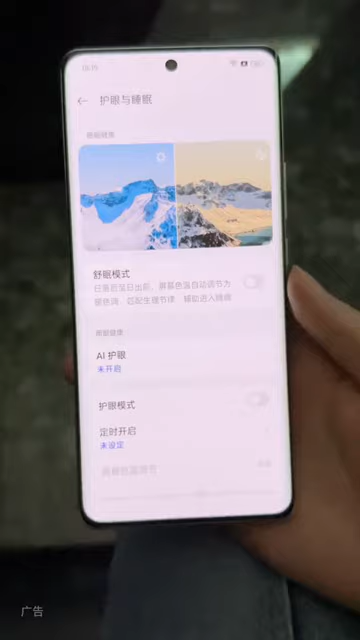 护眼与睡眠
舒眠模式
日落后至日出前，屏幕色温自动调节为
暖色调，匹配生理节律，辅助进入睡眠
AI 护眼
未开启
护眼模式
定时开启
未设定
广告